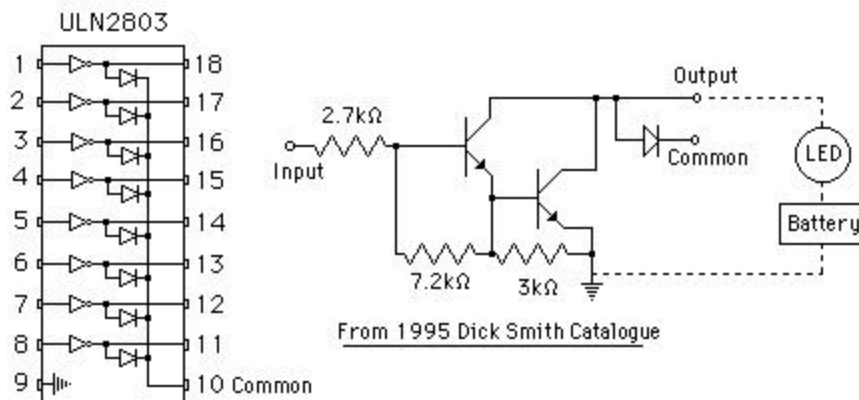 ULN2803
1 18
2 17
3 16
4 15
5 14
6 13
7 12
8 11
9 10 Common
Output
2.7kΩ
Input
Common
LED
Battery
7.2kΩ
3kΩ
From 1995 Dick Smith Catalogue